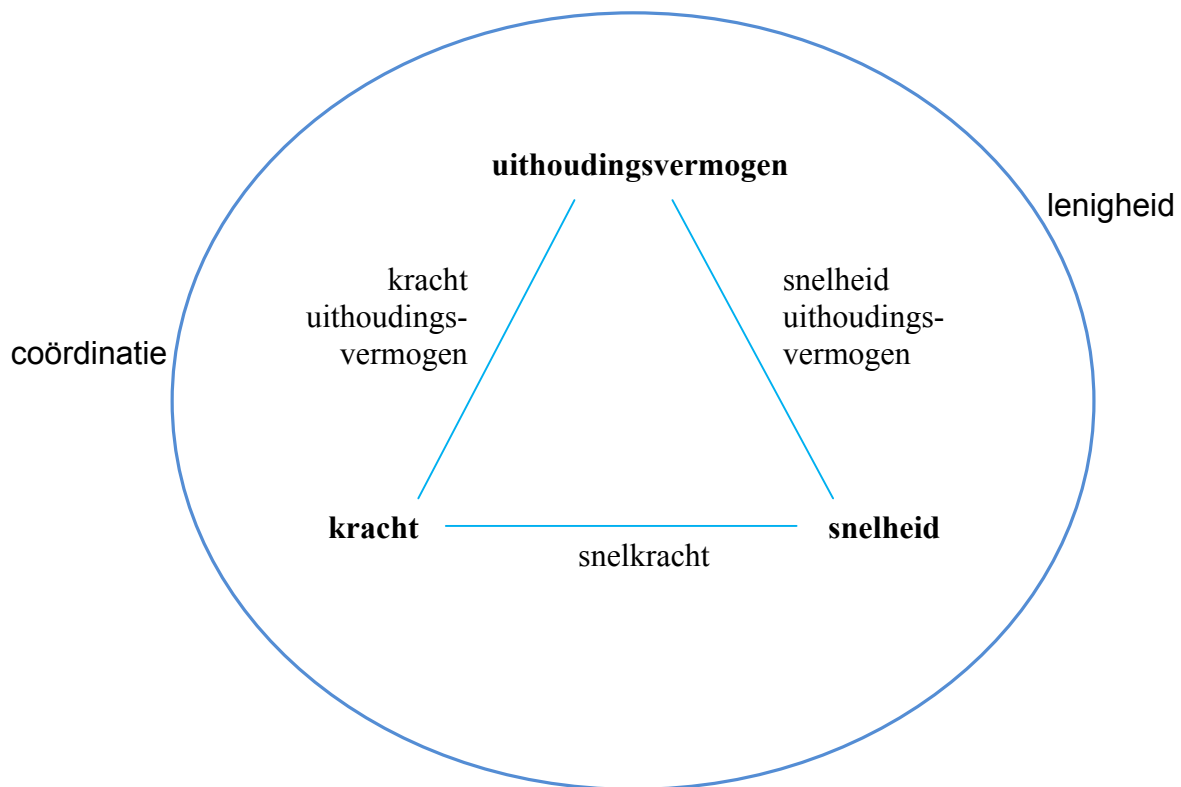 uithoudingsvermogen
lenigheid
kracht
uithoudings-
vermogen
snelheid
uithoudings-
vermogen
coördinatie
kracht
snelheid
snelkracht